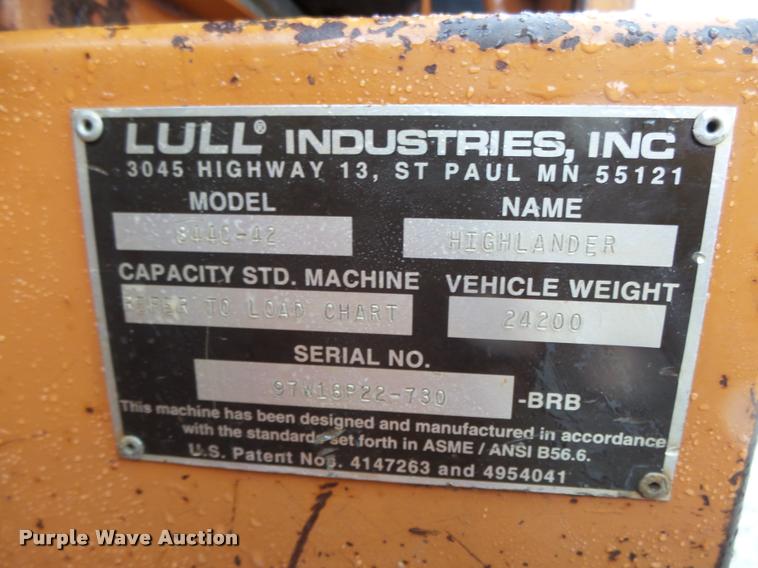 LULL® INDUSTRIES, INC
3045 HIGHWAY 13, ST PAUL MN 55121
MODEL NAME
844C-42 HIGHLANDER
CAPACITY STD. MACHINE VEHICLE WEIGHT
REFER TO LOAD CHART 24200
SERIAL NO.
97W18P22-730 -BRB
This machine has been designed and manufactured in accordance
with the standards set forth in ASME / ANSI B56.6.
U.S. Patent Nos. 4147263 and 4954041
Purple Wave Auction